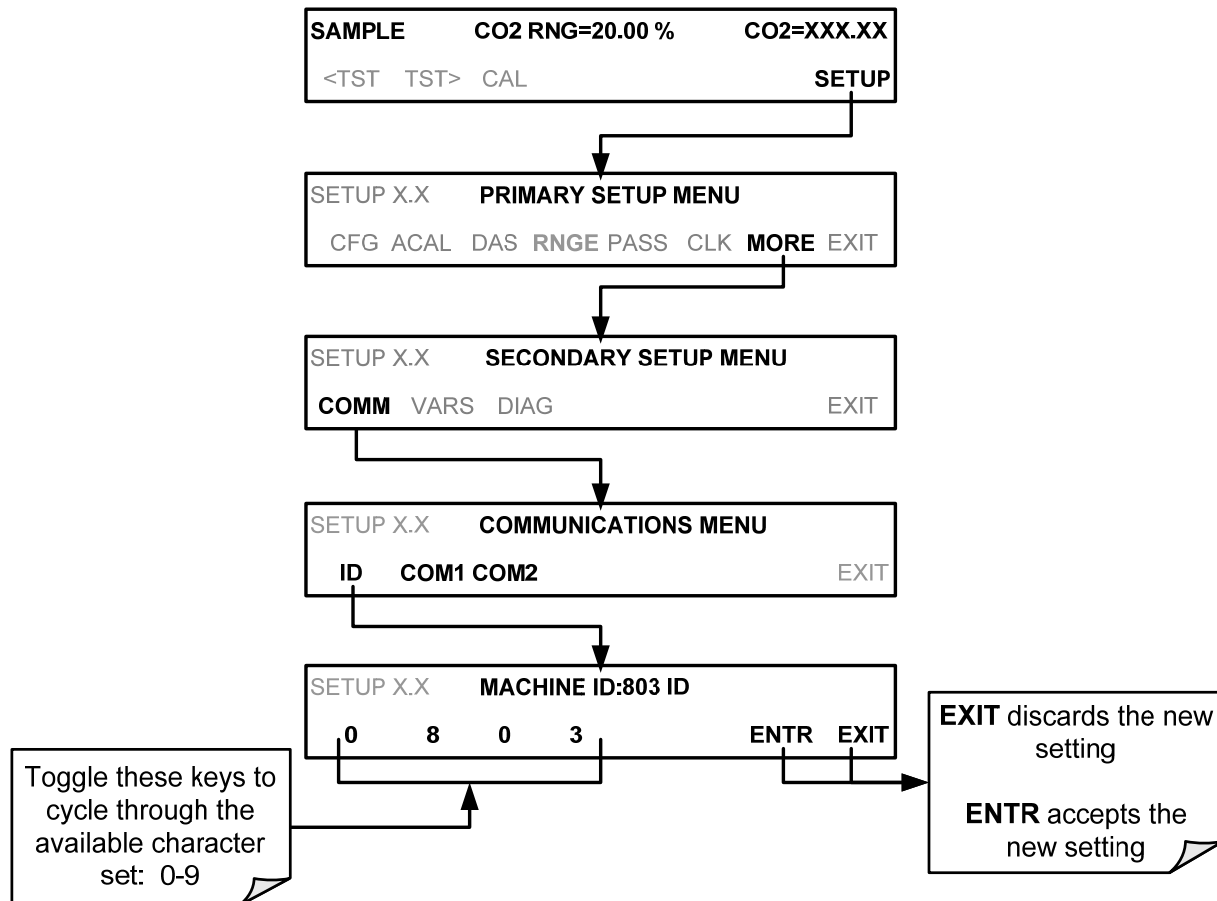 SAMPLE CO2 RNG=20.00 % CO2=XXX.XX
<TST TST> CAL SETUP
SETUP X.X PRIMARY SETUP MENU
CFG ACAL DAS RNGE PASS CLK MORE EXIT
SETUP X.X SECONDARY SETUP MENU
COMM VARS DIAG EXIT
SETUP X.X COMMUNICATIONS MENU
ID COM1 COM2 EXIT
SETUP X.X MACHINE ID:803 ID
0 8 0 3 ENTR EXIT
Toggle these keys to
cycle through the
available character
set: 0-9
EXIT discards the new
setting
ENTR accepts the
new setting